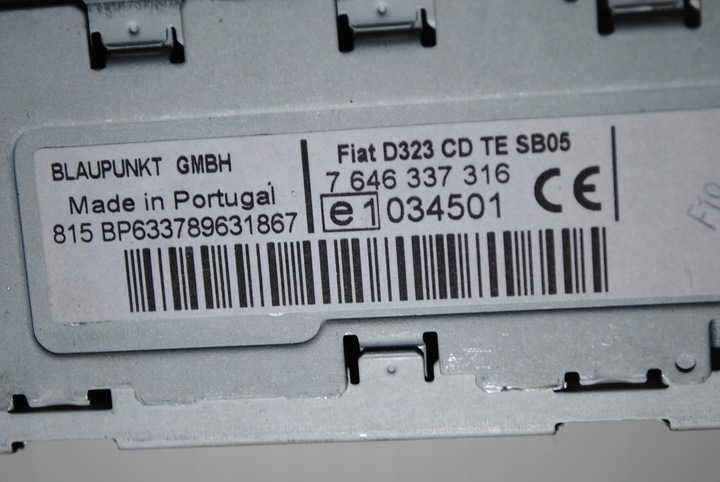 BLAUPUNKT GMBH
Made in Portugal
815 BP633789631867
Fiat D323 CD TE SB05
7 646 337 316
e1 034501
CE
F10